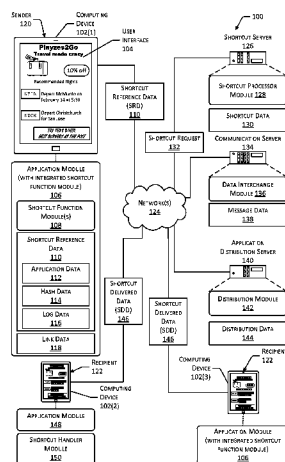 SENDER
120
COMPUTING
DEVICE
102(1)
Playzes2Go
Travel made crazy
10% off
Recommended flights
USER
INTERFACE
104
100
SHORTCUT SERVER
126
SHORTCUT PROCESSOR
MODULE 128
SHORTCUT DATA
130
SHORTCUT
REFERENCE DATA
(SRD)
110
SHORTCUT REQUEST
132
COMMUNICATION SERVER
134
DATA INTERCHANGE
MODULE 136
MESSAGE DATA
138
APPLICATION MODULE
(WITH INTEGRATED SHORTCUT
FUNCTION MODULE)
106
SHORTCUT FUNCTION
MODULE(S)
108
SHORTCUT REFERENCE
DATA
110
APPLICATION DATA
112
HASH DATA
114
LOG DATA
116
LINK DATA
118
NETWORK(S)
124
APPLICATION
DISTRIBUTION SERVER
140
DISTRIBUTION MODULE
142
DISTRIBUTION DATA
144
SHORTCUT
DELIVERED
DATA
(SDD)
146
SHORTCUT
DELIVERED
DATA
(SDD)
146
RECIPIENT
122
COMPUTING
DEVICE
102(2)
APPLICATION MODULE
148
SHORTCUT HANDLER
MODULE
150
RECIPIENT
122
COMPUTING
DEVICE
102(3)
APPLICATION MODULE
(WITH INTEGRATED SHORTCUT
FUNCTION MODULE)
106